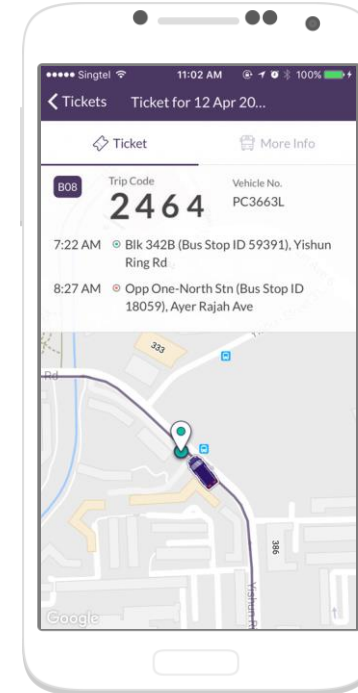 Singtel 11:02 AM 100%
Tickets Ticket for 12 Apr 20...
Ticket More Info
B08 Trip Code Vehicle No.
2464 PC3663L
7:22 AM Blk 342B (Bus Stop ID 59391), Yishun
Ring Rd
8:27 AM Opp One-North Stn (Bus Stop ID
18059), Ayer Rajah Ave
333
Rd
386
Yishun R
Google